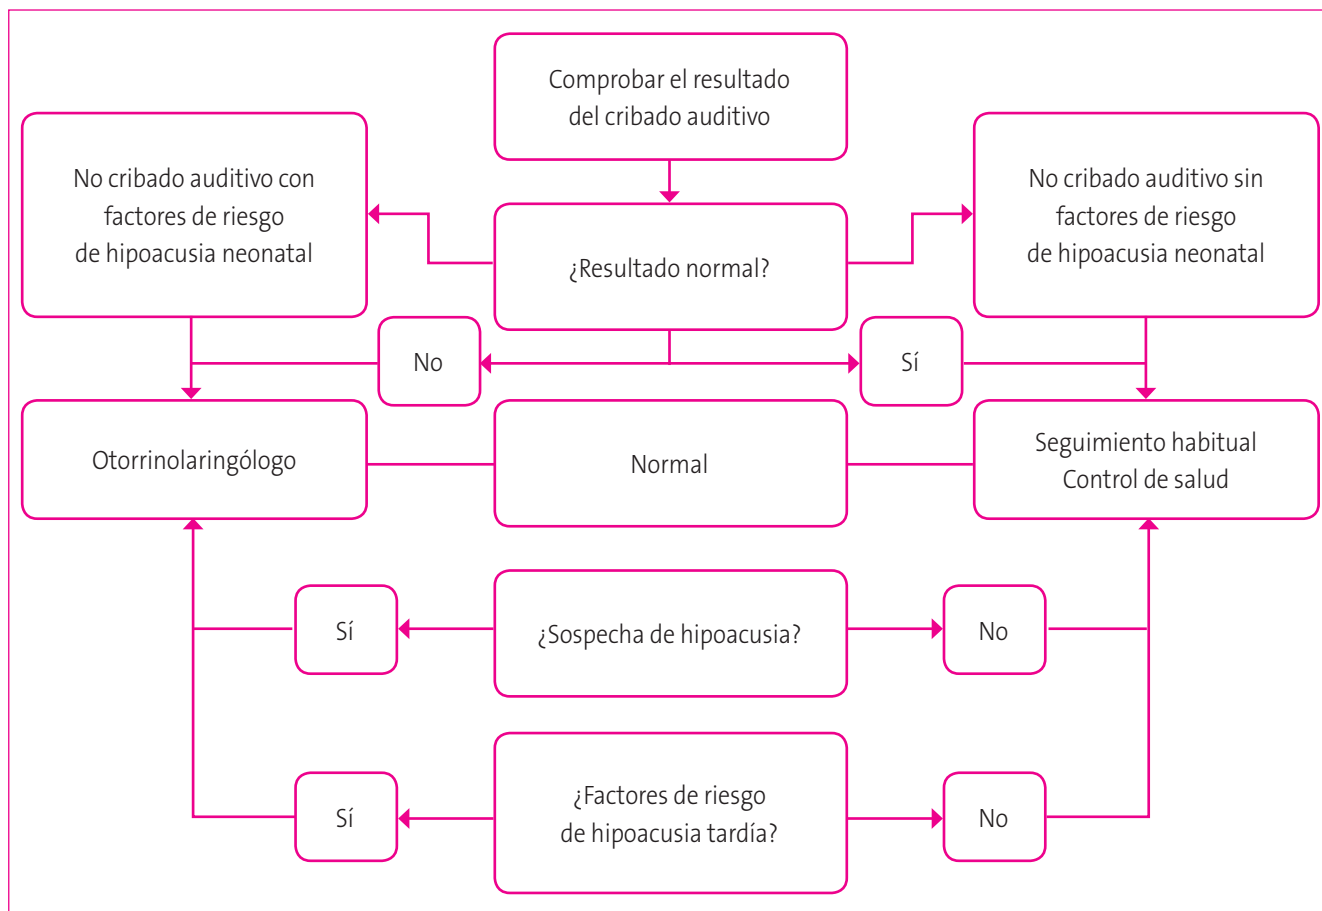 Comprobar el resultado
del cribado auditivo
No cribado auditivo con
factores de riesgo
de hipoacusia neonatal
¿Resultado normal?
No cribado auditivo sin
factores de riesgo
de hipoacusia neonatal
No
Sí
Otorrinolaringólogo
Normal
Seguimiento habitual
Control de salud
Sí
¿Sospecha de hipoacusia?
No
Sí
¿Factores de riesgo
de hipoacusia tardía?
No